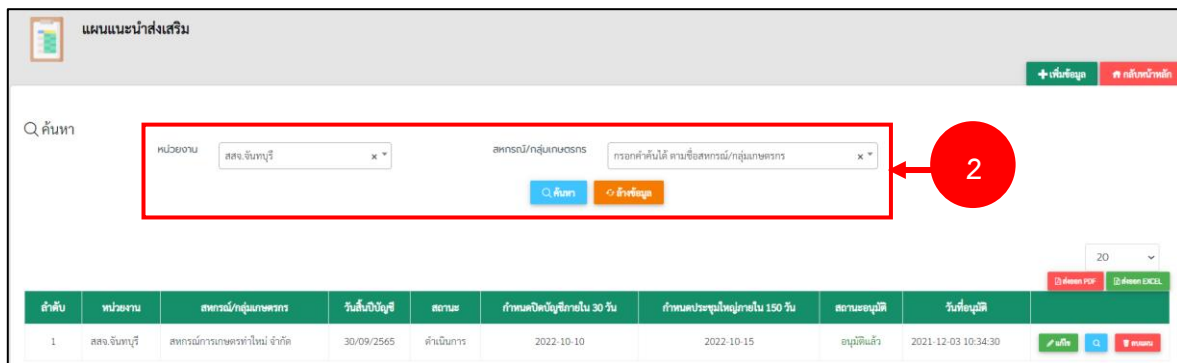 แผนแนะนำส่งเสริม
เพิ่มข้อมูล กลับหน้าหลัก
ค้นหา
หน่วยงาน สสจ.จันทบุรี × สหกรณ์/กลุ่มเกษตรกร กรอกคำค้นได้ ตามชื่อสหกรณ์/กลุ่มเกษตรกร ×
ค้นหา ล้างข้อมูล
2
20
ส่งออก PDF ส่งออก EXCEL
ลำดับ หน่วยงาน สหกรณ์/กลุ่มเกษตรกร วันสิ้นปีบัญชี สถานะ กำหนดปิดบัญชีภายใน 30 วัน กำหนดประชุมใหญ่ภายใน 150 วัน สถานะอนุมัติ วันที่อนุมัติ
1 สสจ.จันทบุรี สหกรณ์การเกษตรท่าใหม่ จำกัด 30/09/2565 ดำเนินการ 2022-10-10 2022-10-15 อนุมัติแล้ว 2021-12-03 10:34:30 แก้ไข